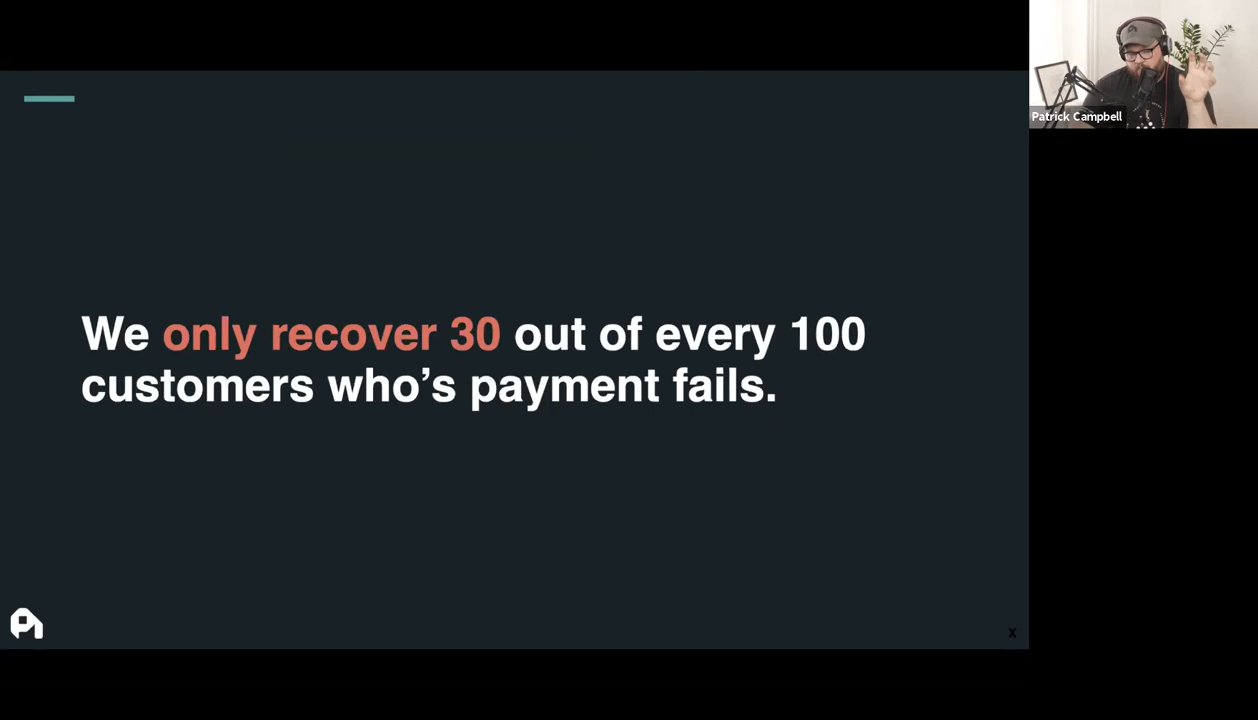 Patrick Campbell
We only recover 30 out of every 100
customers who’s payment fails.
x